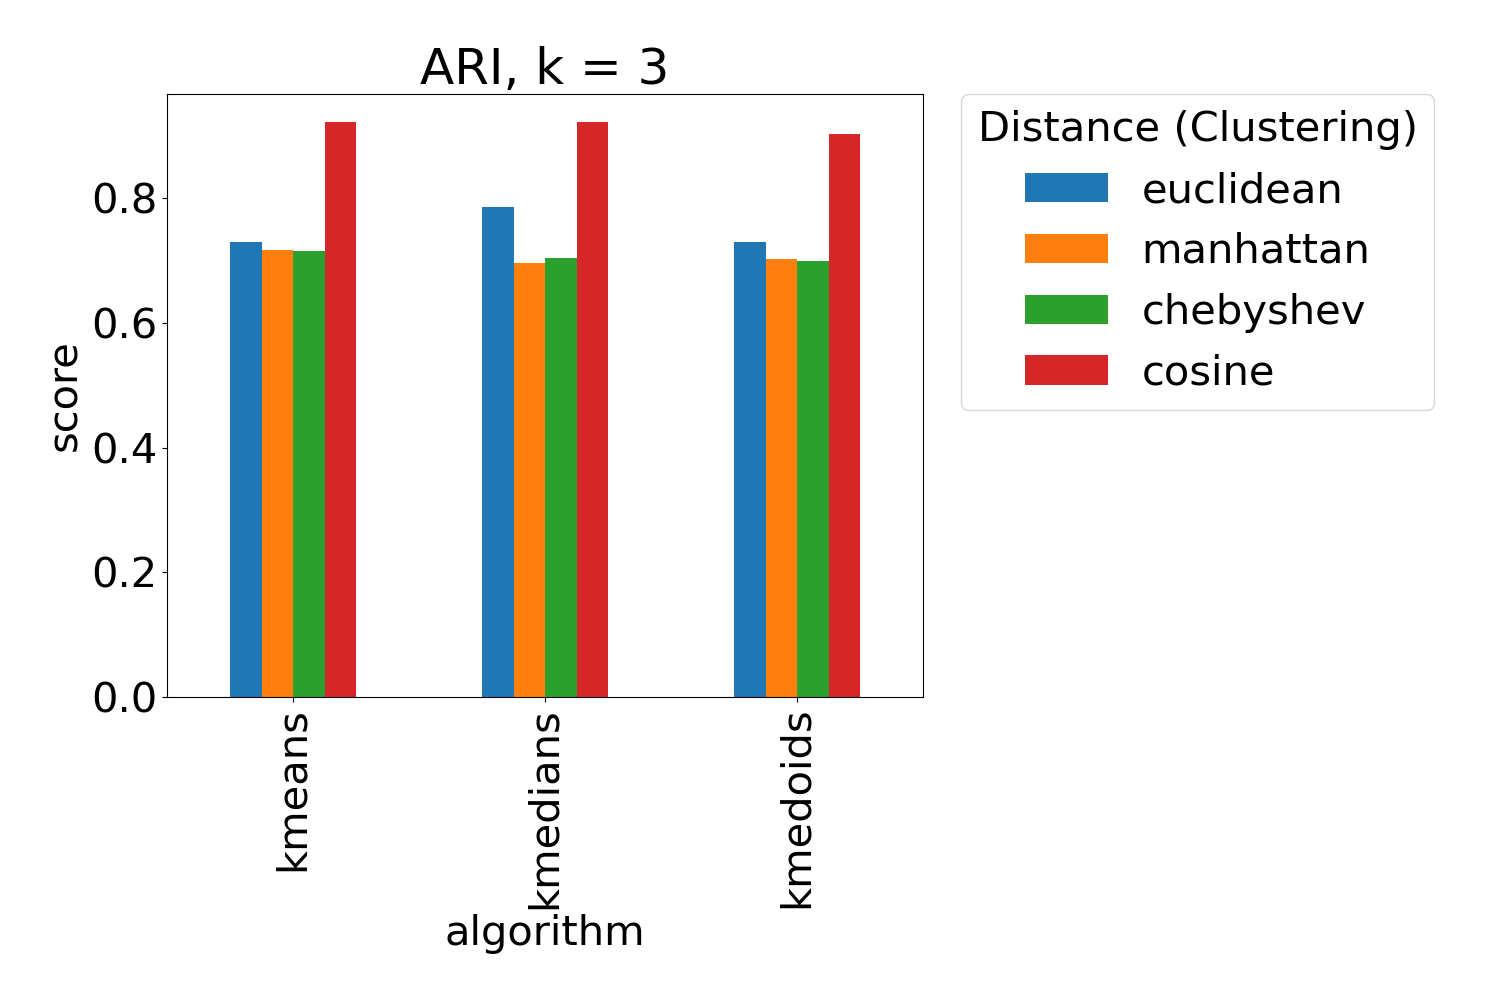 ARI, k = 3
Distance (Clustering)
euclidean
manhattan
chebyshev
cosine
score
0.8
0.6
0.4
0.2
0.0
kmeans
kmedians
kmedoids
algorithm